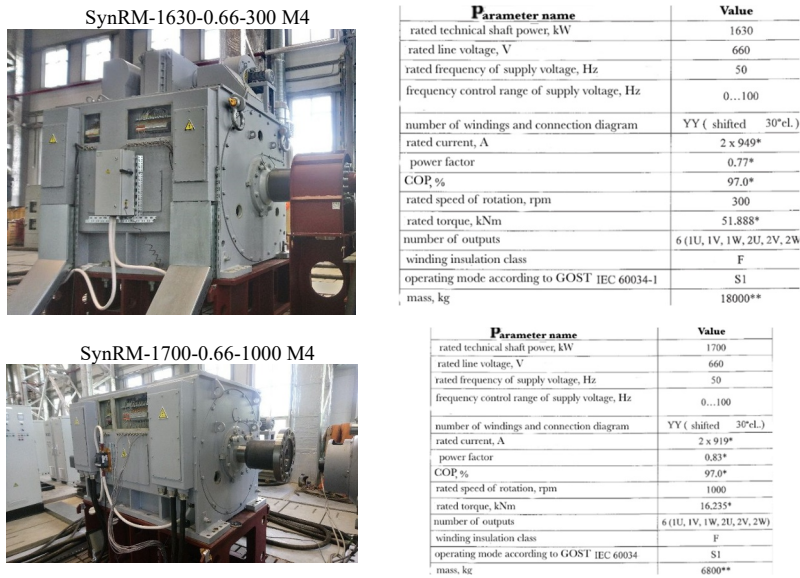 SynRM-1630-0.66-300 M4
Parameter name Value
rated technical shaft power, kW 1630
rated line voltage, V 660
rated frequency of supply voltage, Hz 50
frequency control range of supply voltage, Hz 0...100
number of windings and connection diagram YY ( shifted 30°el.)
rated current, A 2 x 949*
power factor 0.77*
COP, % 97.0*
rated speed of rotation, rpm 300
rated torque, kNm 51.888*
number of outputs 6 (1U, 1V, 1W, 2U, 2V, 2W
winding insulation class F
operating mode according to GOST IEC 60034-1 S1
mass, kg 18000**
SynRM-1700-0.66-1000 M4
Parameter name Value
rated technical shaft power, kW 1700
rated line voltage, V 660
rated frequency of supply voltage, Hz 50
frequency control range of supply voltage, Hz 0...100
number of windings and connection diagram YY ( shifted 30°el..)
rated current, A 2 x 919*
power factor 0,83*
COP, % 97.0*
rated speed of rotation, rpm 1000
rated torque, kNm 16,235*
number of outputs 6 (1U, 1V, 1W, 2U, 2V, 2W)
winding insulation class F
operating mode according to GOST IEC 60034 S1
mass, kg 6800**